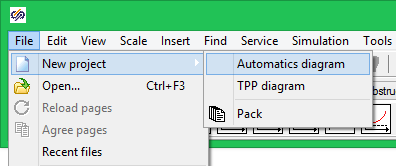 File Edit View Scale Insert Find Service Simulation Tools
New project
Automatics diagram
Open... Ctrl+F3
TPP diagram
Reload pages
Agree pages
Pack
Recent files